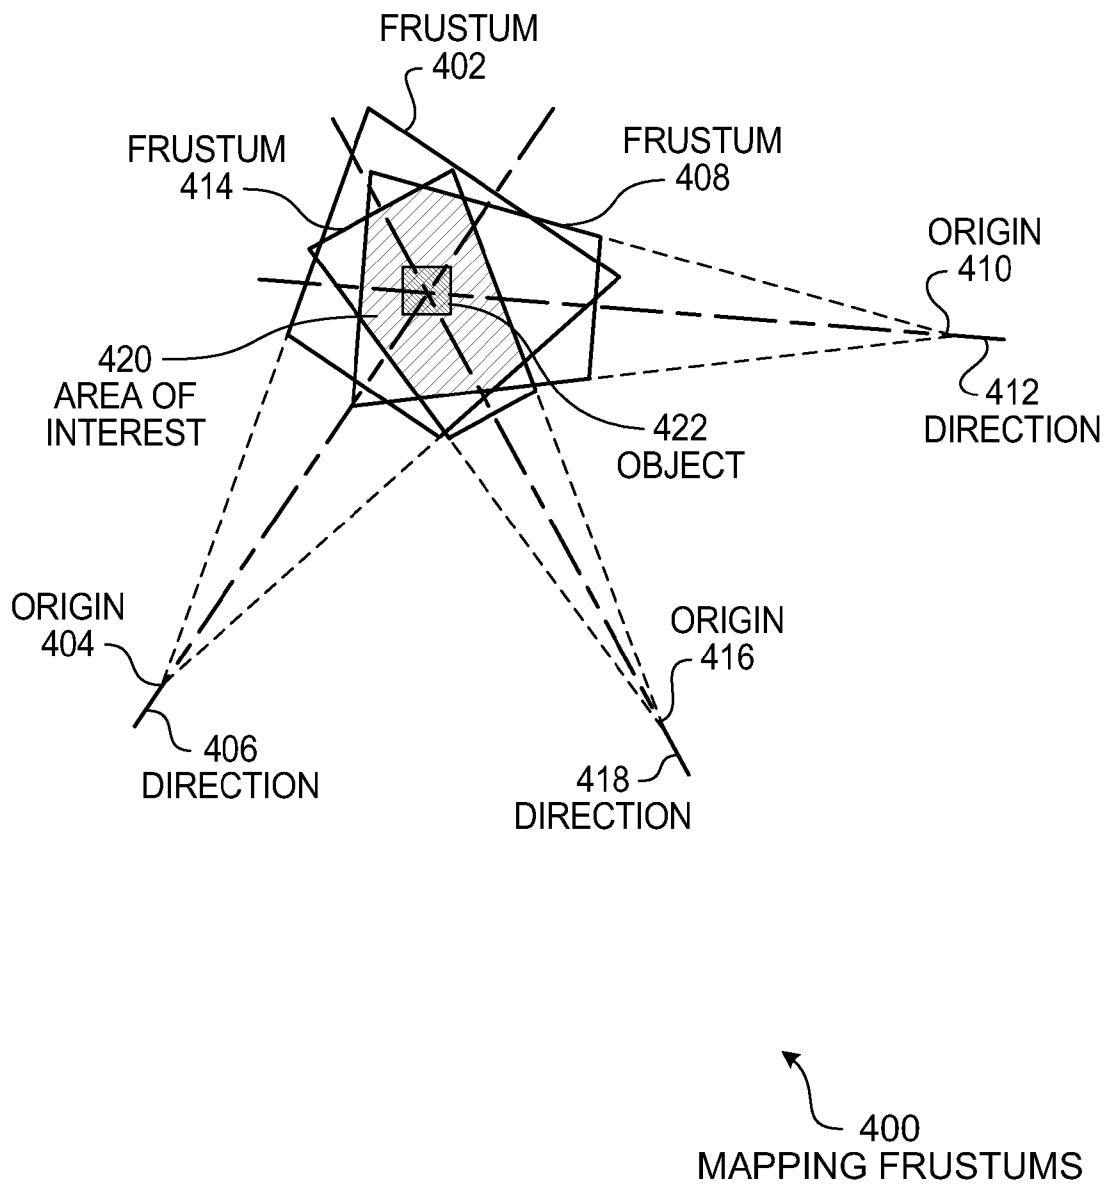 FRUSTUM
402
FRUSTUM
414
FRUSTUM
408
ORIGIN
410
420
AREA OF
INTEREST
412
DIRECTION
422
OBJECT
ORIGIN
404
ORIGIN
416
406
DIRECTION
418
DIRECTION
400
MAPPING FRUSTUMS